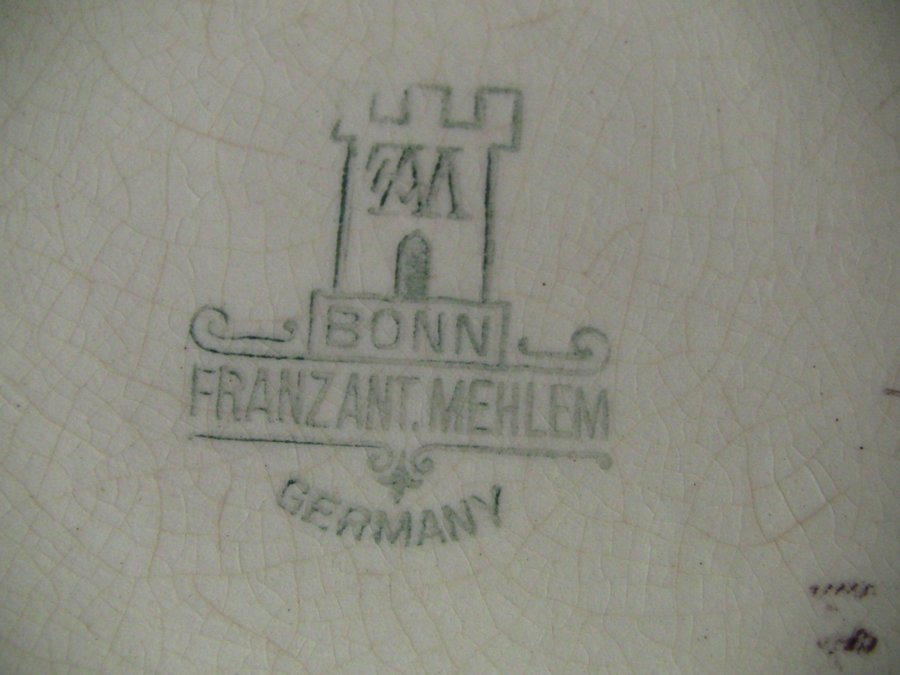 FAM
BONN
FRANZ ANT. MEHLEM
GERMANY